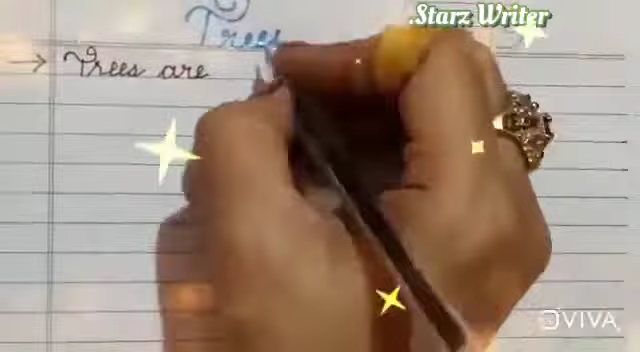 .Starz Writer
Trees
→ Trees are
VIVA